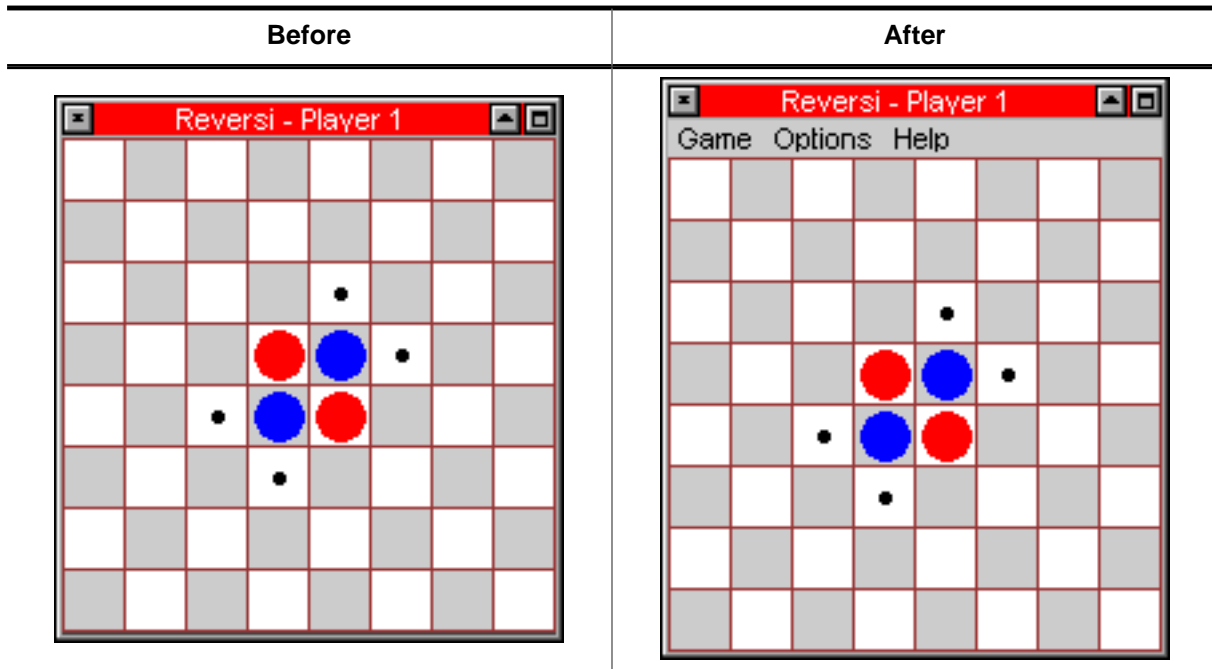 Before
After
Reversi - Player 1
Reversi - Player 1
Game Options Help